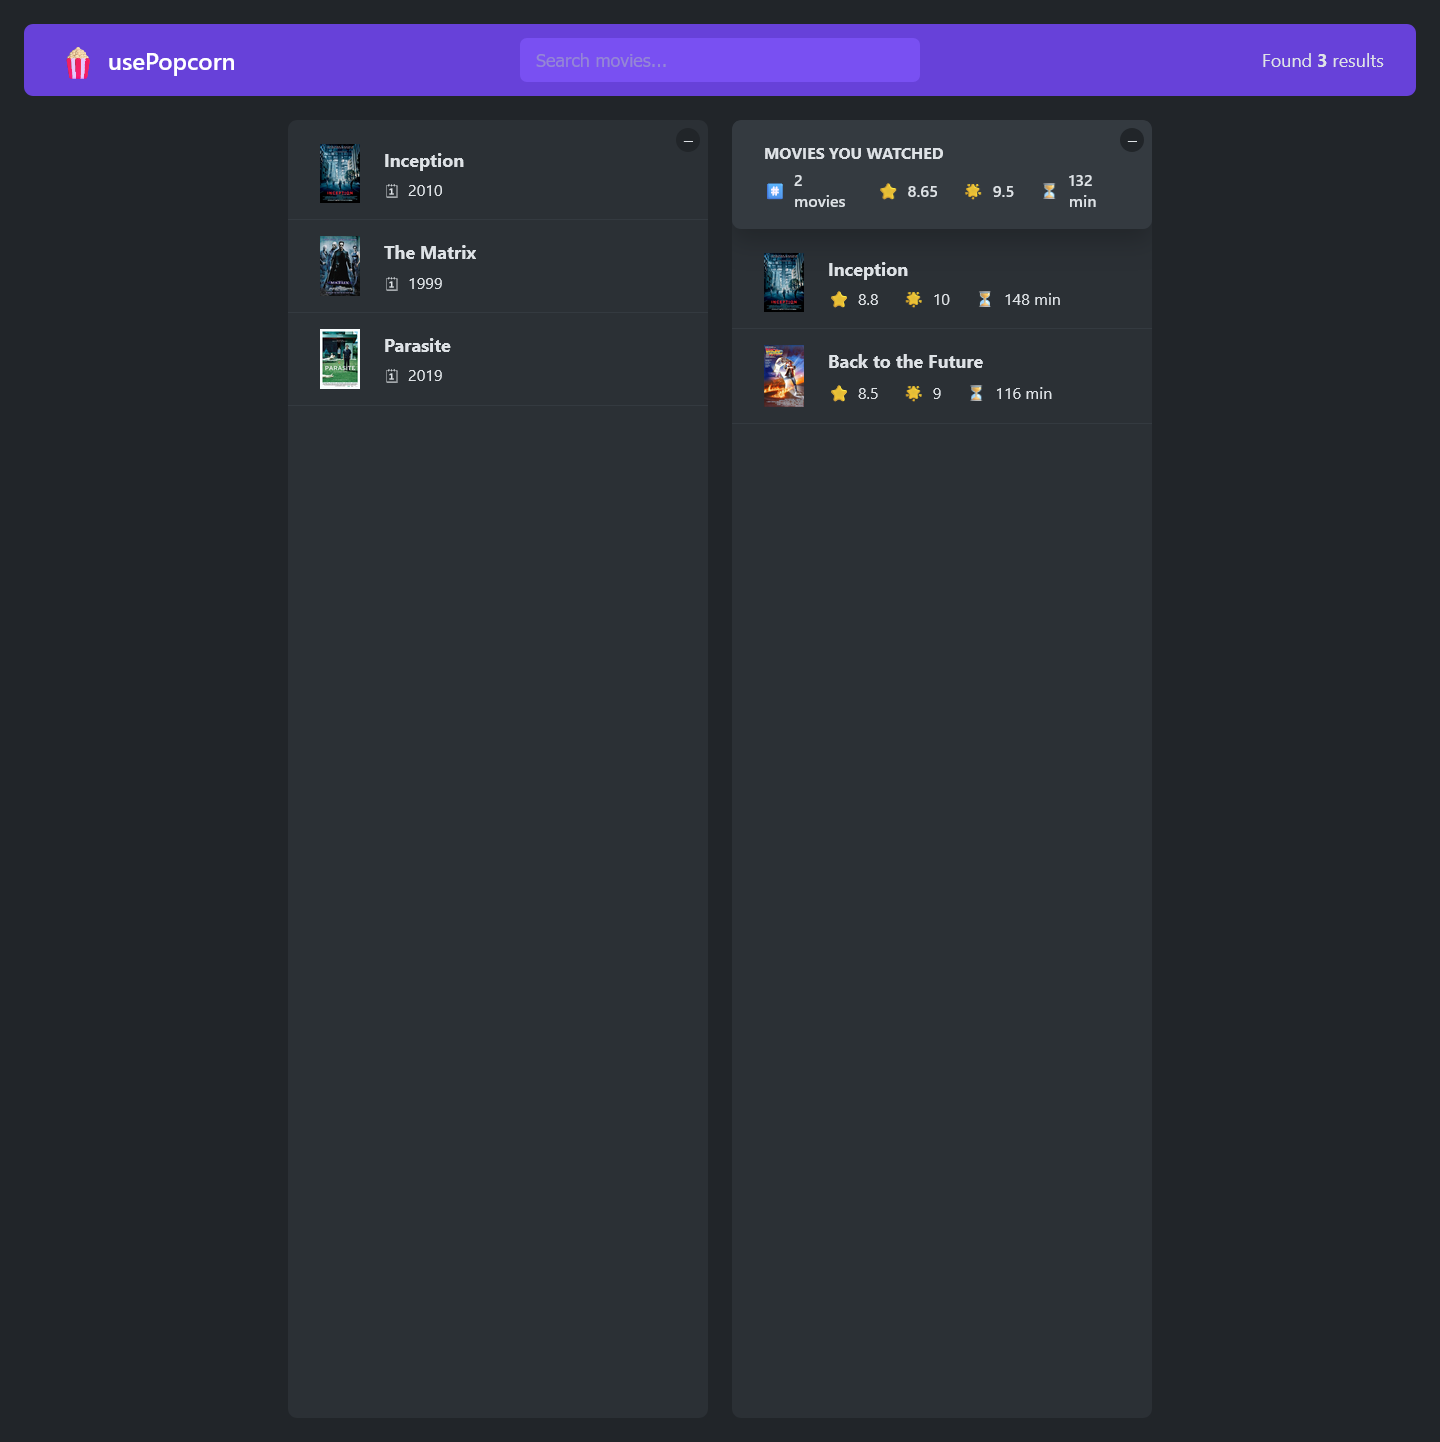 usePopcorn
Search movies...
Found 3 results
Inception
2010
The Matrix
1999
Parasite
PARASITE
2019
MOVIES YOU WATCHED
2 movies
8.65
9.5
132 min
Inception
8.8 10 148 min
Back to the Future
8.5 9 116 min